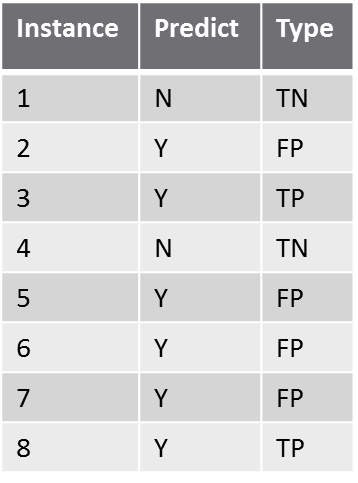 Instance Predict Type
1 N TN
2 Y FP
3 Y TP
4 N TN
5 Y FP
6 Y FP
7 Y FP
8 Y TP